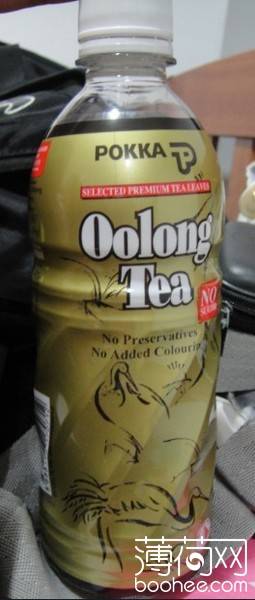 POKKA
SELECTED PREMIUM TEA LEAVES
Oolong
Tea
NO
SUGAR
No Preservatives
No Added Colouring
薄荷网
boohee.com